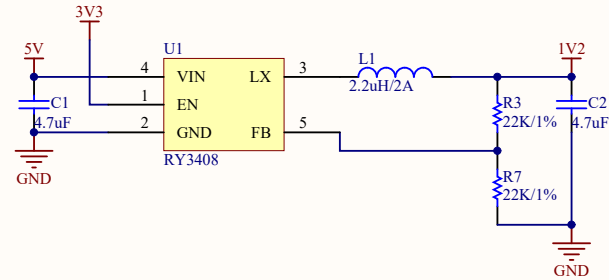 3V3
5V
U1
L1
1V2
4
VIN
LX
3
2.2uH/2A
C1
4.7uF
1
EN
R3
22K/1%
C2
4.7uF
2
GND
FB
5
GND
RY3408
R7
22K/1%
GND